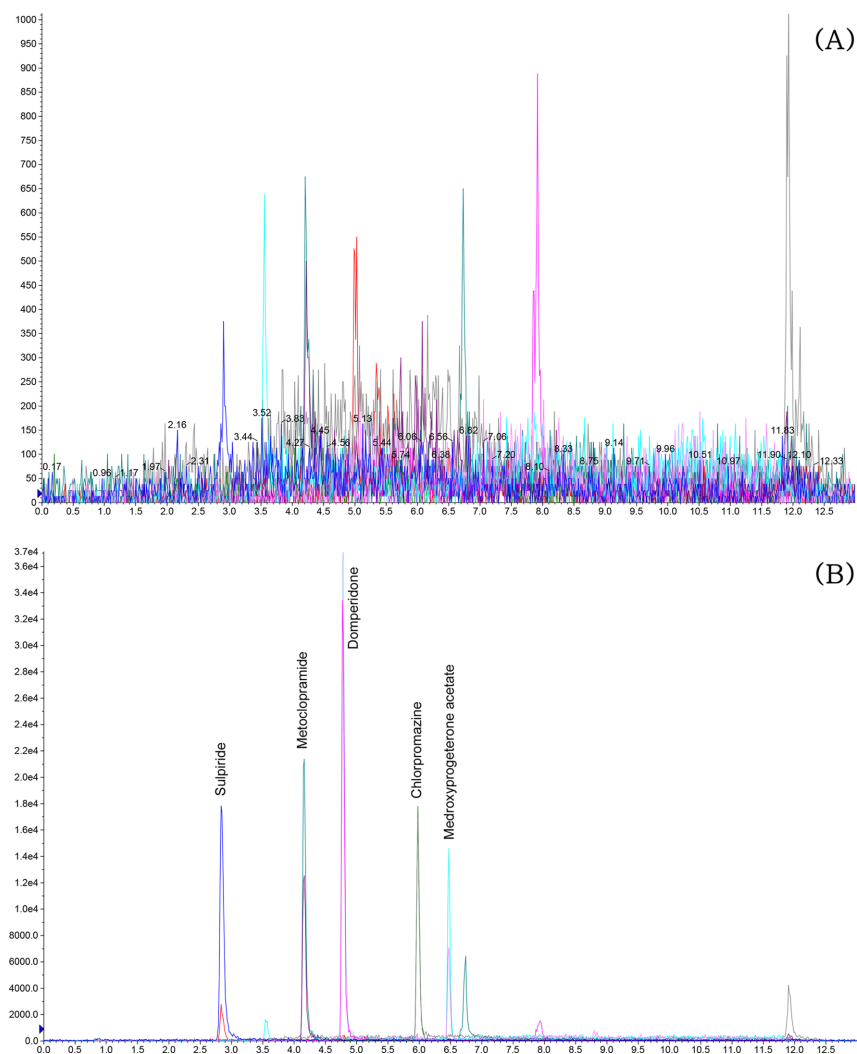 (A)
1000
950
900
850
800
750
700
650
600
550
500
450
400
350
300
250
200
150
100
50
0
0.17
0.96
1.17
1.97
2.16
2.31
3.44
3.52
3.83
4.27
4.45
4.56
5.13
5.44
5.74
6.06
6.38
6.56
6.82
7.06
7.20
8.10
8.33
8.75
9.14
9.71
9.96
10.51
10.97
11.83
11.90
12.10
12.33
0.0 0.5 1.0 1.5 2.0 2.5 3.0 3.5 4.0 4.5 5.0 5.5 6.0 6.5 7.0 7.5 8.0 8.5 9.0 9.5 10.0 10.5 11.0 11.5 12.0 12.5
(B)
3.7e4
3.6e4
3.4e4
3.2e4
3.0e4
2.8e4
2.6e4
2.4e4
2.2e4
2.0e4
1.8e4
1.6e4
1.4e4
1.2e4
1.0e4
8000.0
6000.0
4000.0
2000.0
0.0
Sulpiride
Metoclopramide
Domperidone
Chlorpromazine
Medroxyprogeterone acetate
0.0 0.5 1.0 1.5 2.0 2.5 3.0 3.5 4.0 4.5 5.0 5.5 6.0 6.5 7.0 7.5 8.0 8.5 9.0 9.5 10.0 10.5 11.0 11.5 12.0 12.5